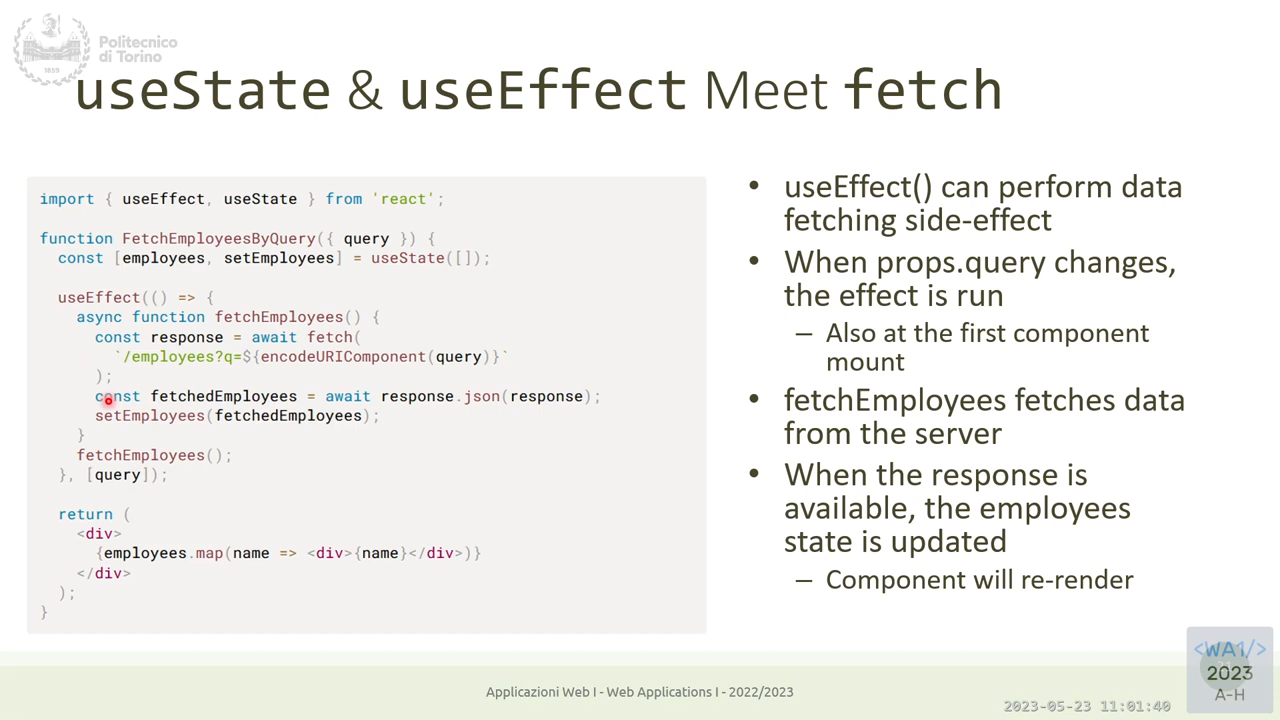 Politecnico
di Torino
1859
useState & useEffect Meet fetch
import { useEffect, useState } from 'react';
function FetchEmployeesByQuery({ query }) {
const [employees, setEmployees] = useState([]);
useEffect(() => {
async function fetchEmployees() {
const response = await fetch(
`/employees?q=${encodeURIComponent(query)}`
);
const fetchedEmployees = await response.json(response);
setEmployees(fetchedEmployees);
}
fetchEmployees();
}, [query]);
return (
<div>
{employees.map(name => <div>{name}</div>)}
</div>
);
}
• useEffect() can perform data
fetching side-effect
• When props.query changes,
the effect is run
– Also at the first component
mount
• fetchEmployees fetches data
from the server
• When the response is
available, the employees
state is updated
– Component will re-render
Applicazioni Web I - Web Applications I - 2022/2023
<WA1/>
2023
A-H
2023-05-23 11:01:40